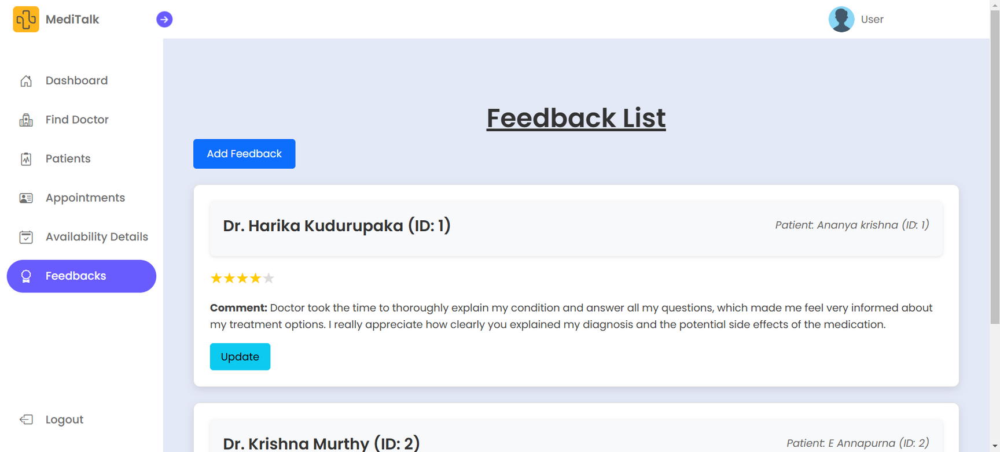 MediTalk
User
Dashboard
Find Doctor
Patients
Appointments
Availability Details
Feedbacks
Logout
Feedback List
Add Feedback
Dr. Harika Kudurupaka (ID: 1)
Patient: Ananya krishna (ID: 1)
Comment: Doctor took the time to thoroughly explain my condition and answer all my questions, which made me feel very informed about
my treatment options. I really appreciate how clearly you explained my diagnosis and the potential side effects of the medication.
Update
Dr. Krishna Murthy (ID: 2)
Patient: E Annapurna (ID: 2)